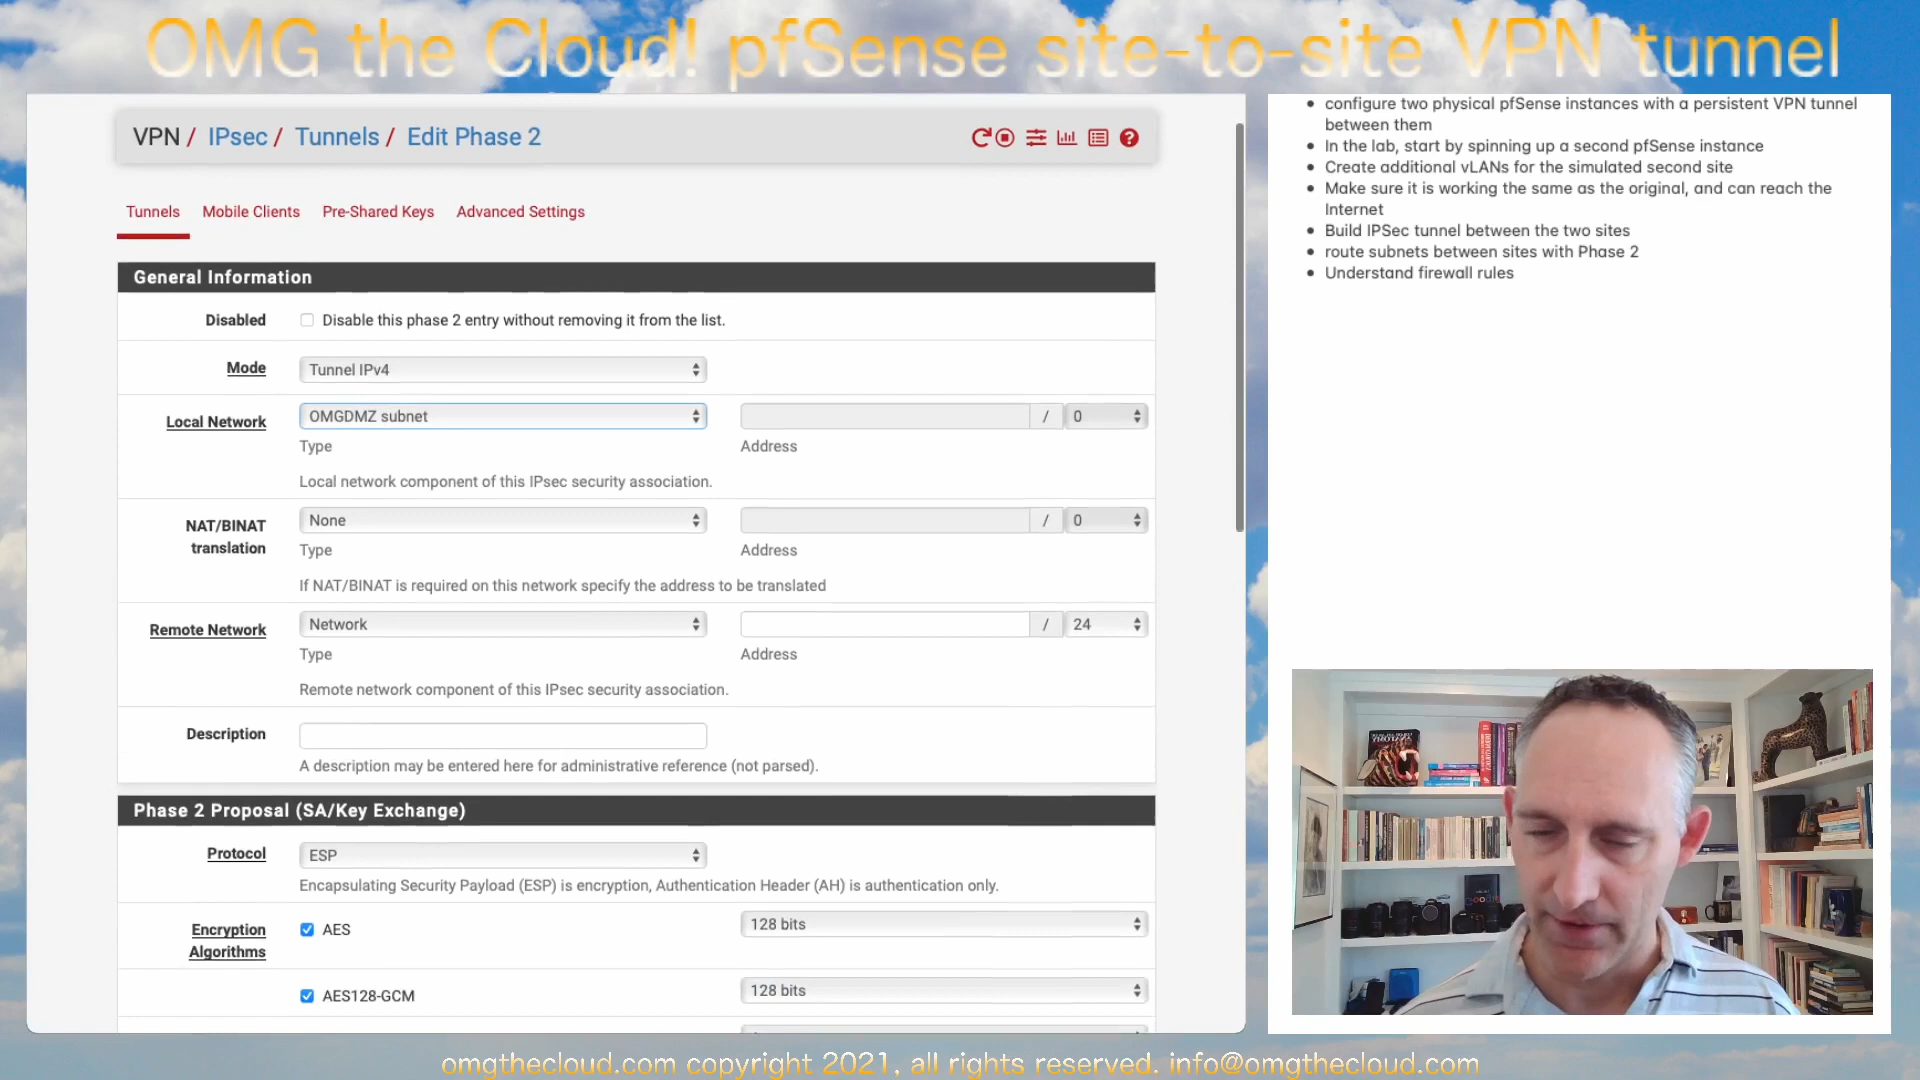 OMG the Cloud! pfSense site-to-site VPN tunnel
VPN / IPsec / Tunnels / Edit Phase 2
Tunnels Mobile Clients Pre-Shared Keys Advanced Settings
General Information
Disabled Disable this phase 2 entry without removing it from the list.
Mode Tunnel IPv4
Local Network OMGDMZ subnet / 0
Type Address
Local network component of this IPsec security association.
NAT/BINAT
translation
None / 0
Type Address
If NAT/BINAT is required on this network specify the address to be translated
Remote Network Network / 24
Type Address
Remote network component of this IPsec security association.
Description
A description may be entered here for administrative reference (not parsed).
Phase 2 Proposal (SA/Key Exchange)
Protocol ESP
Encapsulating Security Payload (ESP) is encryption, Authentication Header (AH) is authentication only.
Encryption
Algorithms
AES 128 bits
AES128-GCM 128 bits
• configure two physical pfSense instances with a persistent VPN tunnel
between them
• In the lab, start by spinning up a second pfSense instance
• Create additional vLANs for the simulated second site
• Make sure it is working the same as the original, and can reach the
Internet
• Build IPSec tunnel between the two sites
• route subnets between sites with Phase 2
• Understand firewall rules
omgthecloud.com copyright 2021, all rights reserved. info@omgthecloud.com